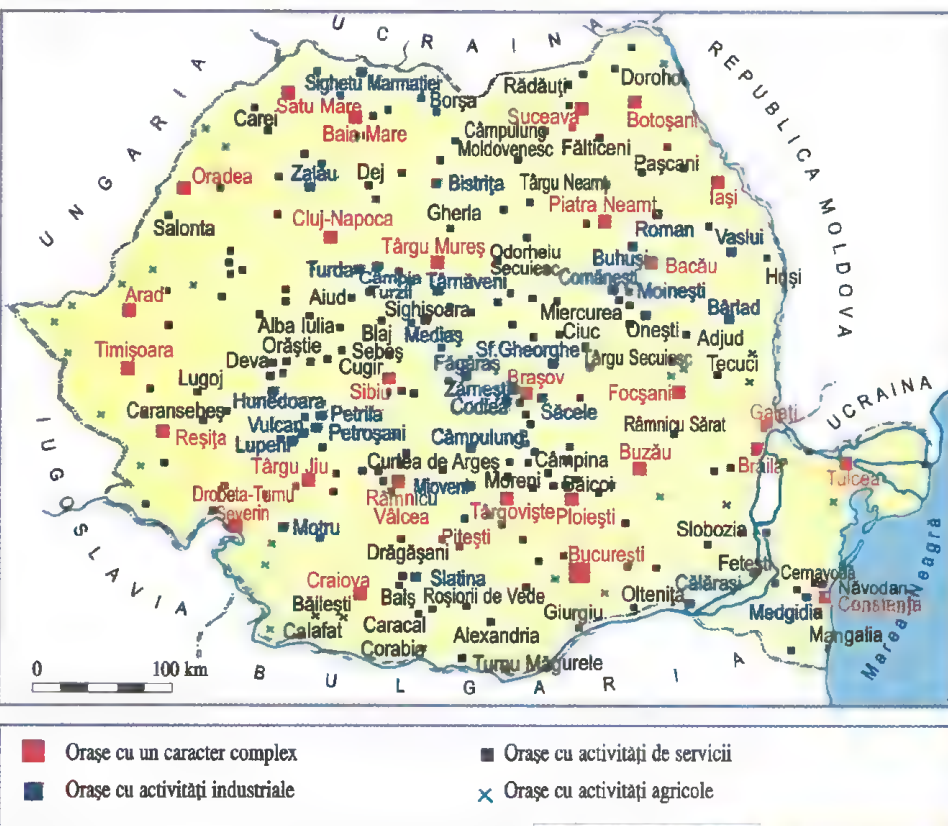 UCRAINA
UNGARIA
REPUBLICA MOLDOVA
Sighetu Marmației
Rădăuți
Dorohoi
Satu Mare
Borșa
Carei
Suceava
Botoșani
Baia Mare
Câmpulung
Moldovenesc
Fălticeni
Pașcani
Oradea
Zalău
Dej
Bistrița
Târgu Neamț
Iași
Piatra Neamț
Cluj-Napoca
Gherla
Salonta
Roman
Vaslui
Târgu Mureș
Odorheiu
Secuiesc
Buhuși
Bacău
Huși
Turda
Câmpia
Turzii
Târnăveni
Comănești
Moinești
Arad
Aiud
Sighișoara
Miercurea
Ciuc
Bârlad
Alba Iulia
Blaj
Mediaș
Onești
Adjud
Timișoara
Orăștie
Sebeș
Sf.Gheorghe
Târgu Secuiesc
Tecuci
Deva
Cugir
Făgăraș
Lugoj
Sibiu
Zărnești
Brașov
Focșani
Hunedoara
Codlea
Săcele
Caransebeș
Petrila
Râmnicu Sărat
Galați
UCRAINA
Reșița
Vulcan
Petroșani
Câmpulung
Lupeni
Buzău
Brăila
Târgu Jiu
Curtea de Argeș
Câmpina
Tulcea
IUGOSLAVIA
Drobeta-Turnu
Severin
Râmnicu
Vâlcea
Mioveni
Moreni
Băicoi
Târgoviște
Ploiești
Motru
Pitești
Slobozia
Drăgășani
București
Fetești
Craiova
Slatina
Călărași
Cernavodă
Năvodari
Băilești
Balș
Roșiorii de Vede
Oltenița
Medgidia
Constanța
Giurgiu
Calafat
Caracal
Alexandria
Mangalia
Corabia
Turnu Măgurele
Marea Neagră
0 100 km
BULGARIA
Orașe cu un caracter complex
Orașe cu activități de servicii
Orașe cu activități industriale
Orașe cu activități agricole